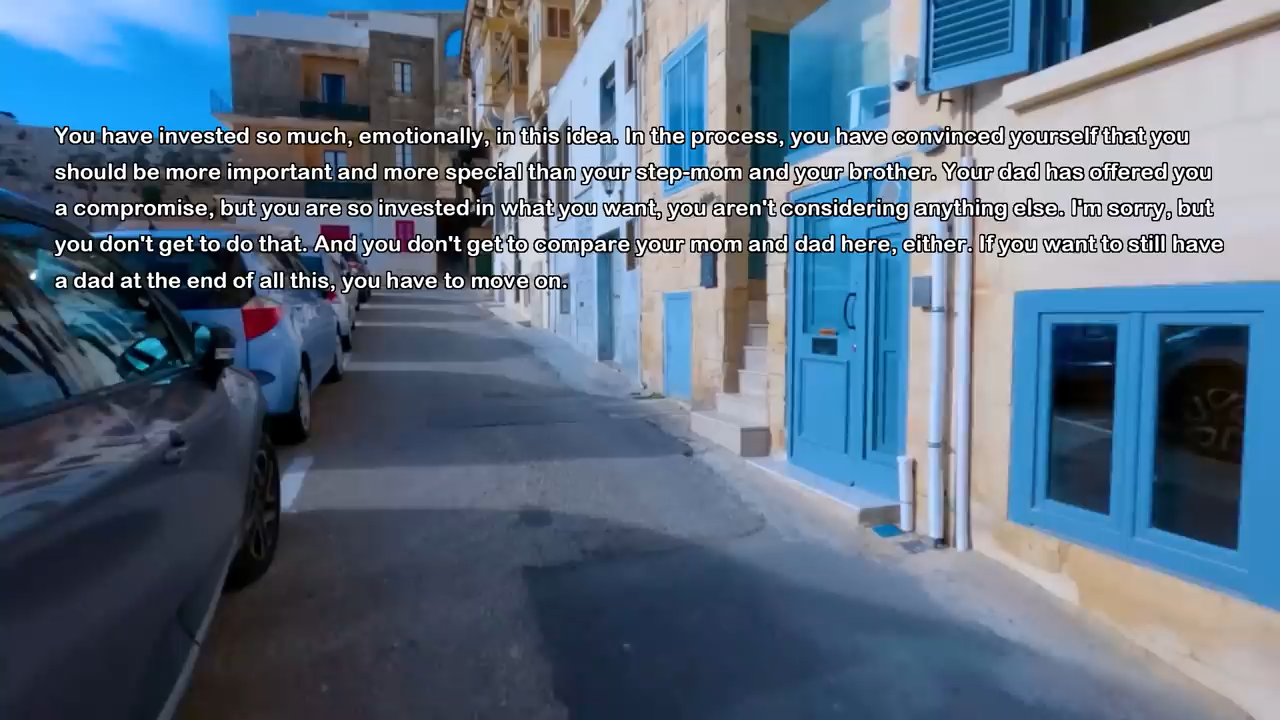 You have invested so much, emotionally, in this idea. In the process, you have convinced yourself that you
should be more important and more special than your step-mom and your brother. Your dad has offered you
a compromise, but you are so invested in what you want, you aren't considering anything else. I'm sorry, but
you don't get to do that. And you don't get to compare your mom and dad here, either. If you want to still have
a dad at the end of all this, you have to move on.